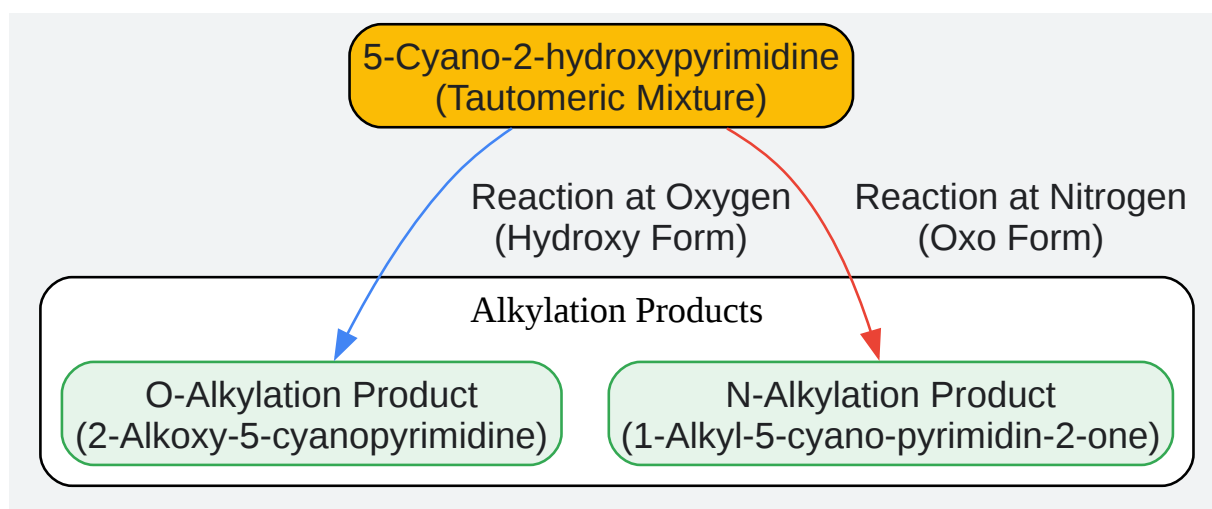 5-Cyano-2-hydroxypyrimidine
(Tautomeric Mixture)
Reaction at Oxygen
(Hydroxy Form)
Reaction at Nitrogen
(Oxo Form)
Alkylation Products
O-Alkylation Product
(2-Alkoxy-5-cyanopyrimidine)
N-Alkylation Product
(1-Alkyl-5-cyano-pyrimidin-2-one)